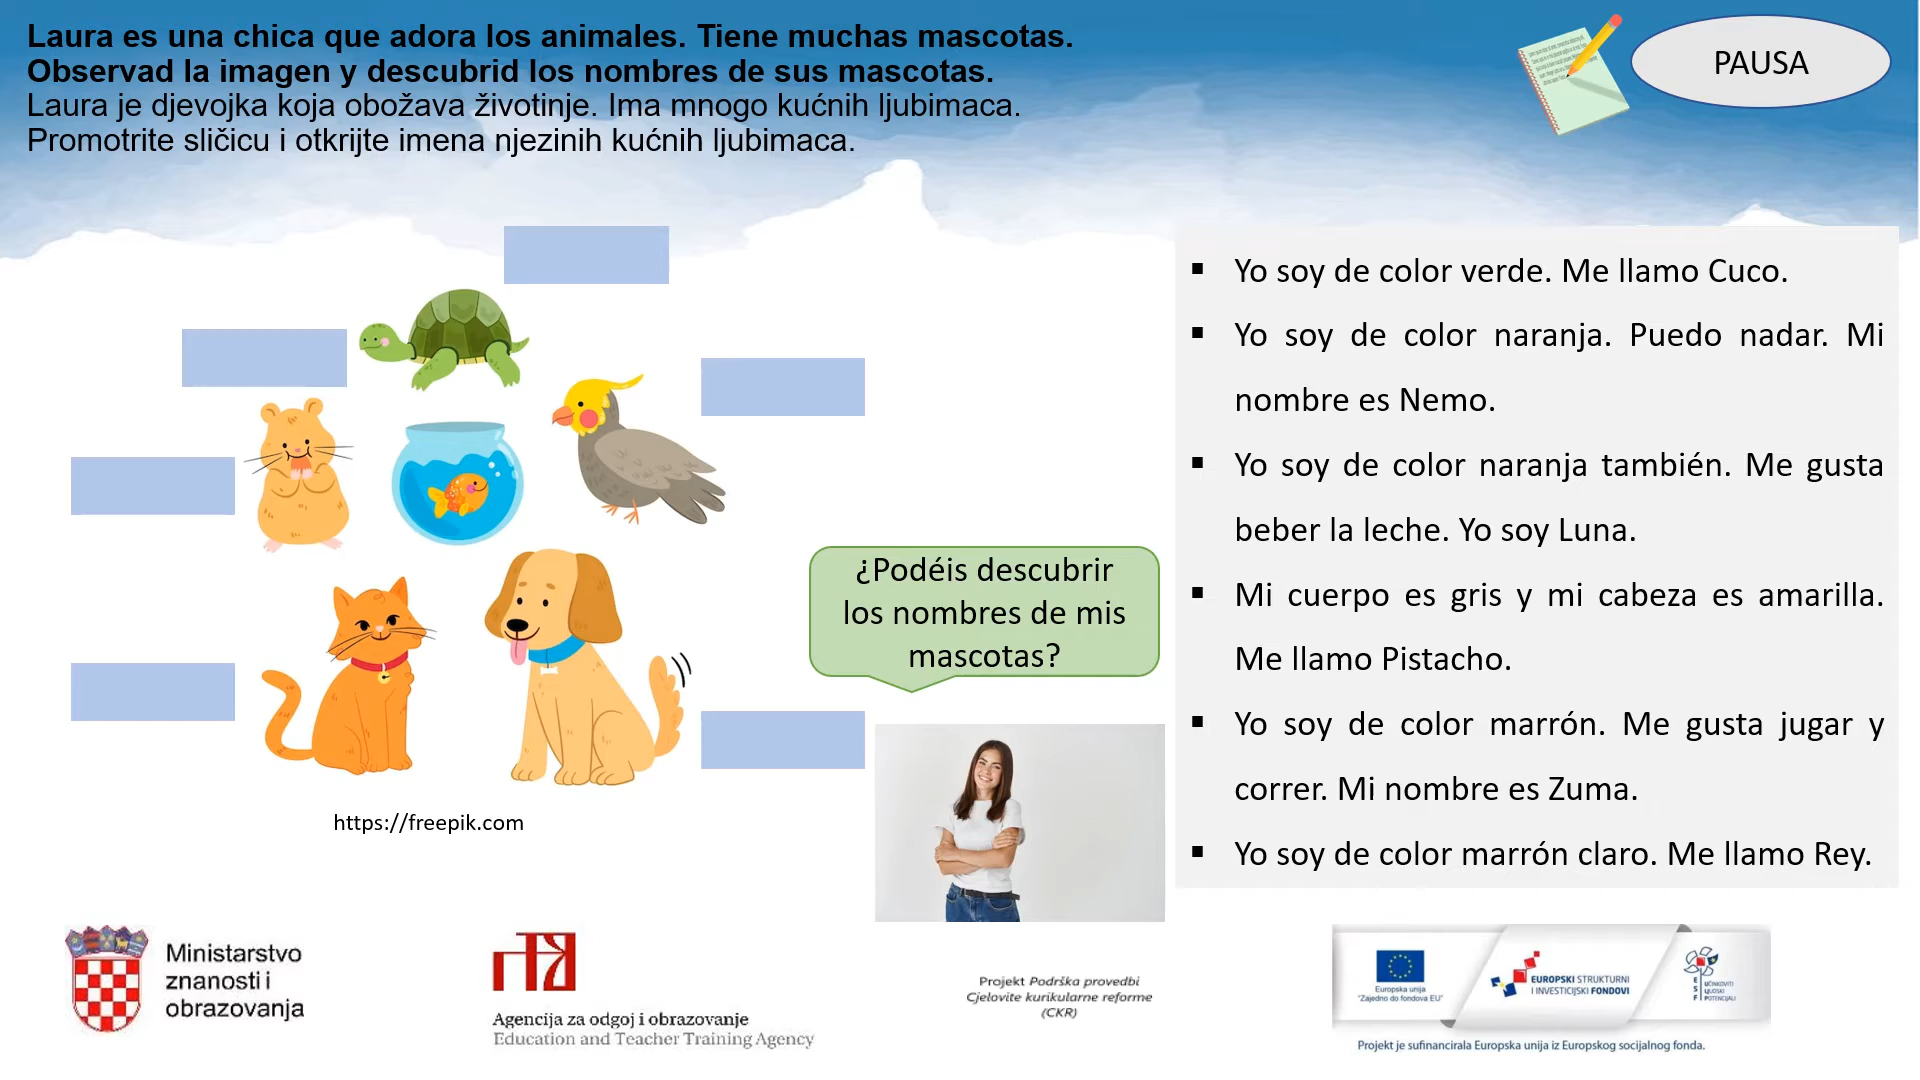 Laura es una chica que adora los animales. Tiene muchas mascotas.
Observad la imagen y descubrid los nombres de sus mascotas.
Laura je djevojka koja obožava životinje. Ima mnogo kućnih ljubimaca.
Promotrite sličicu i otkrijte imena njezinih kućnih ljubimaca.
PAUSA
¿Podéis descubrir
los nombres de mis
mascotas?
https://freepik.com
▪ Yo soy de color verde. Me llamo Cuco.
▪ Yo soy de color naranja. Puedo nadar. Mi
nombre es Nemo.
▪ Yo soy de color naranja también. Me gusta
beber la leche. Yo soy Luna.
▪ Mi cuerpo es gris y mi cabeza es amarilla.
Me llamo Pistacho.
▪ Yo soy de color marrón. Me gusta jugar y
correr. Mi nombre es Zuma.
▪ Yo soy de color marrón claro. Me llamo Rey.
Ministarstvo
znanosti i
obrazovanja
Agencija za odgoj i obrazovanje
Education and Teacher Training Agency
Projekt Podrška provedbi
Cjelovite kurikularne reforme
(CKR)
Europska unija
"Zajedno do fondova EU"
EUROPSKI STRUKTURNI
I INVESTICIJSKI FONDOVI
ESF
UČINKOVITI
LJUDSKI
POTENCIJALI
Projekt je sufinancirala Europska unija iz Europskog socijalnog fonda.